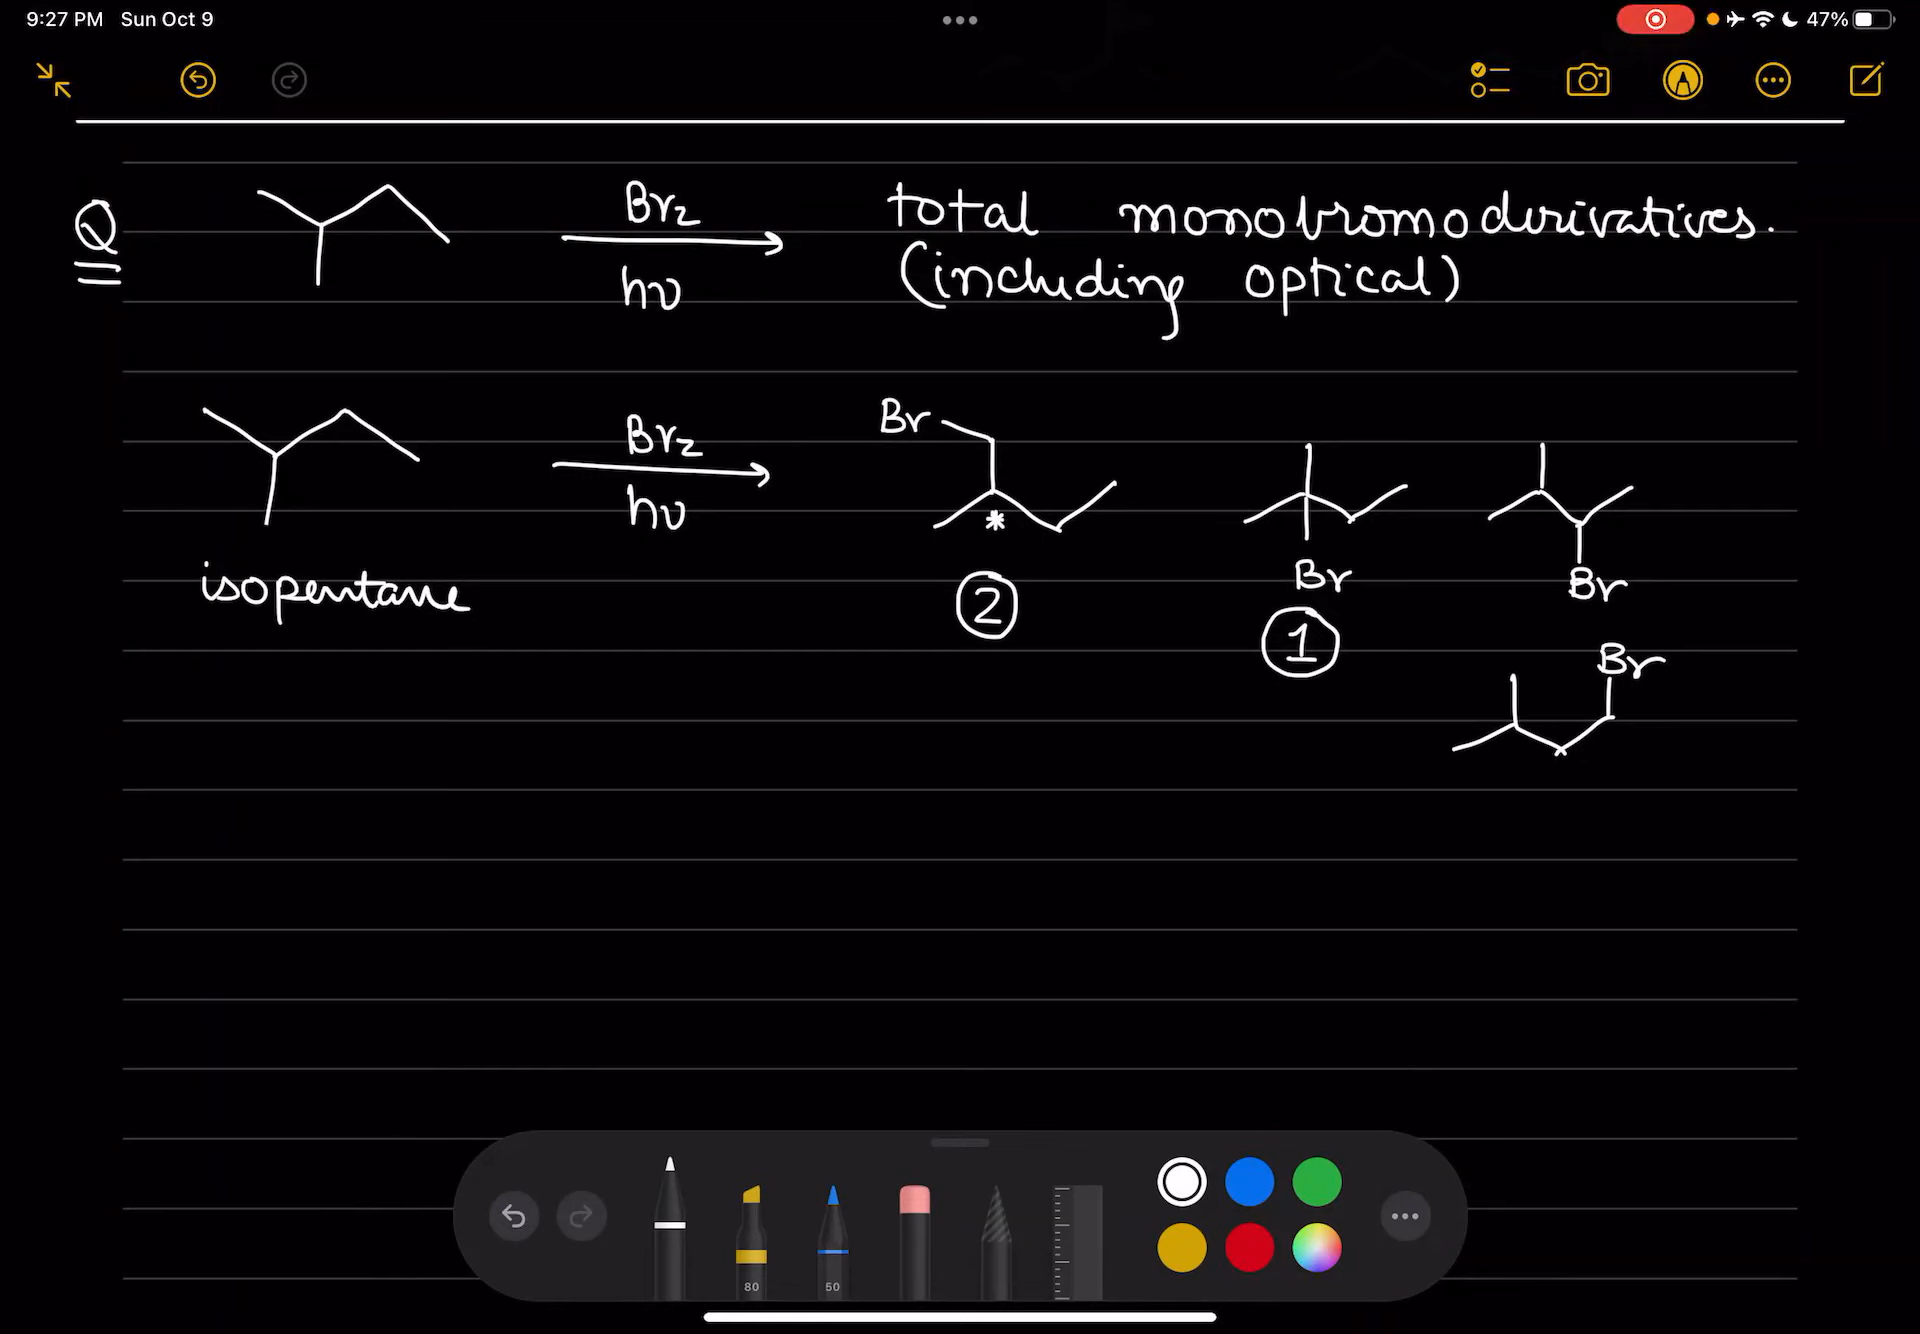 9:27 PM Sun Oct 9
47%
Q
Br₂
hν
total monobromoderivatives.
(including optical)
Br₂
hν
isopentane
Br
*
2
Br
1
Br
Br
80
50